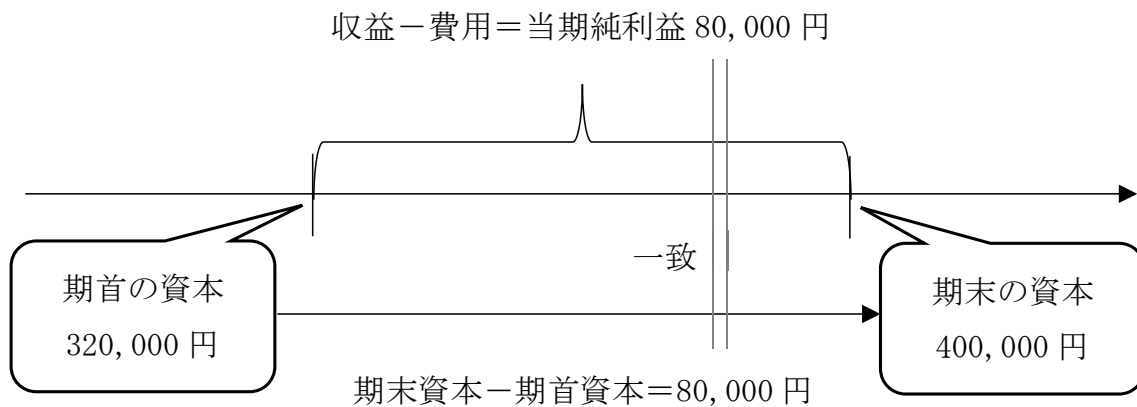 収益－費用＝当期純利益 80,000 円
一致
期首の資本
320,000 円
期末の資本
400,000 円
期末資本－期首資本＝80,000 円